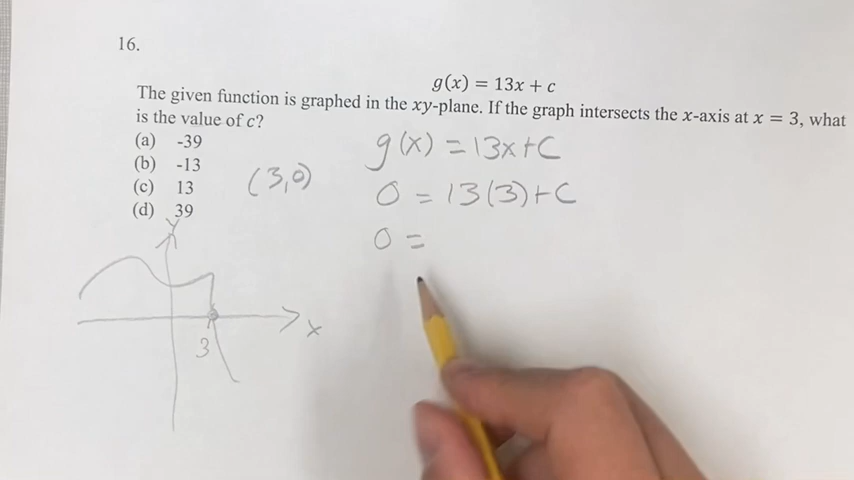 16.
g(x) = 13x + c
The given function is graphed in the xy-plane. If the graph intersects the x-axis at x = 3, what
is the value of c?
(a) -39
(b) -13
(c) 13
(d) 39
(3,0)
g(x) = 13x + C
0 = 13(3) + C
0 =
Y
X
3